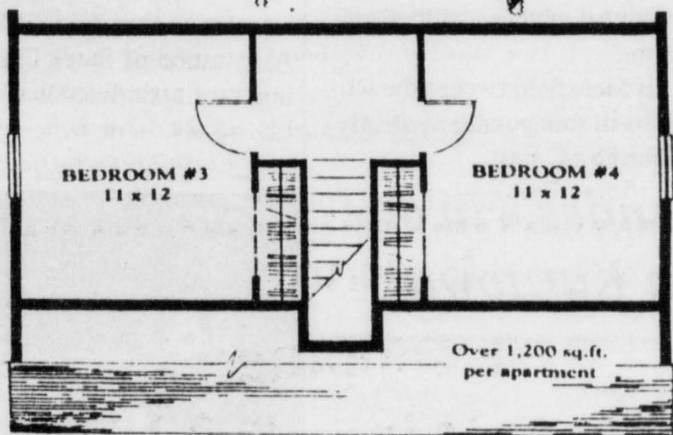 BEDROOM #3
11 x 12
BEDROOM #4
11 x 12
Over 1,200 sq.ft.
per apartment